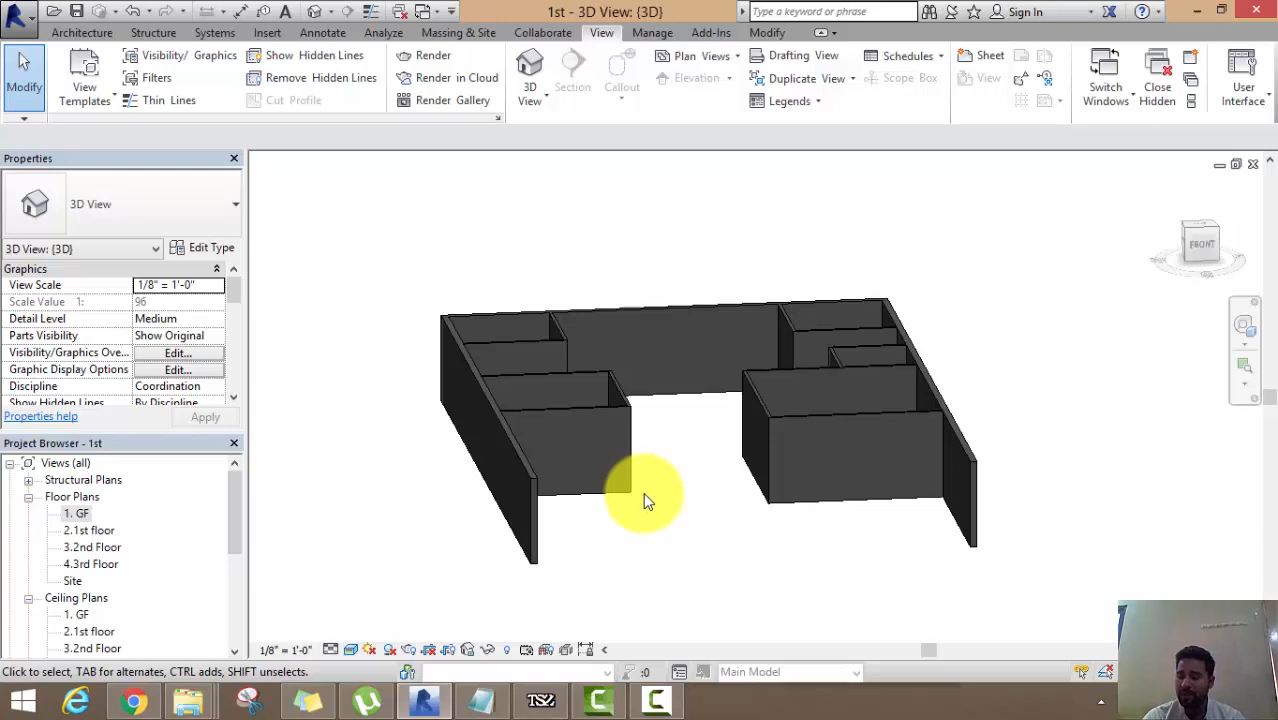 1st - 3D View: {3D}
Type a keyword or phrase
Sign In
Architecture
Structure
Systems
Insert
Annotate
Analyze
Massing & Site
Collaborate
View
Manage
Add-Ins
Modify
Modify
View
Templates
Visibility/ Graphics
Filters
Thin Lines
Show Hidden Lines
Remove Hidden Lines
Cut Profile
Render
Render in Cloud
Render Gallery
3D
View
Section
Callout
Plan Views
Elevation
Drafting View
Duplicate View
Legends
Schedules
Scope Box
Sheet
View
Switch
Windows
Close
Hidden
User
Interface
Properties
3D View
3D View: {3D}
Edit Type
Graphics
View Scale 1/8" = 1'-0"
Scale Value 1: 96
Detail Level Medium
Parts Visibility Show Original
Visibility/Graphics Ove... Edit...
Graphic Display Options Edit...
Discipline Coordination
Show Hidden Lines By Discipline
Properties help
Apply
Project Browser - 1st
Views (all)
Structural Plans
Floor Plans
1. GF
2.1st floor
3.2nd Floor
4.3rd Floor
Site
Ceiling Plans
1. GF
2.1st floor
3.2nd Floor
FRONT
1/8" = 1'-0"
Click to select, TAB for alternates, CTRL adds, SHIFT unselects.
:0
Main Model